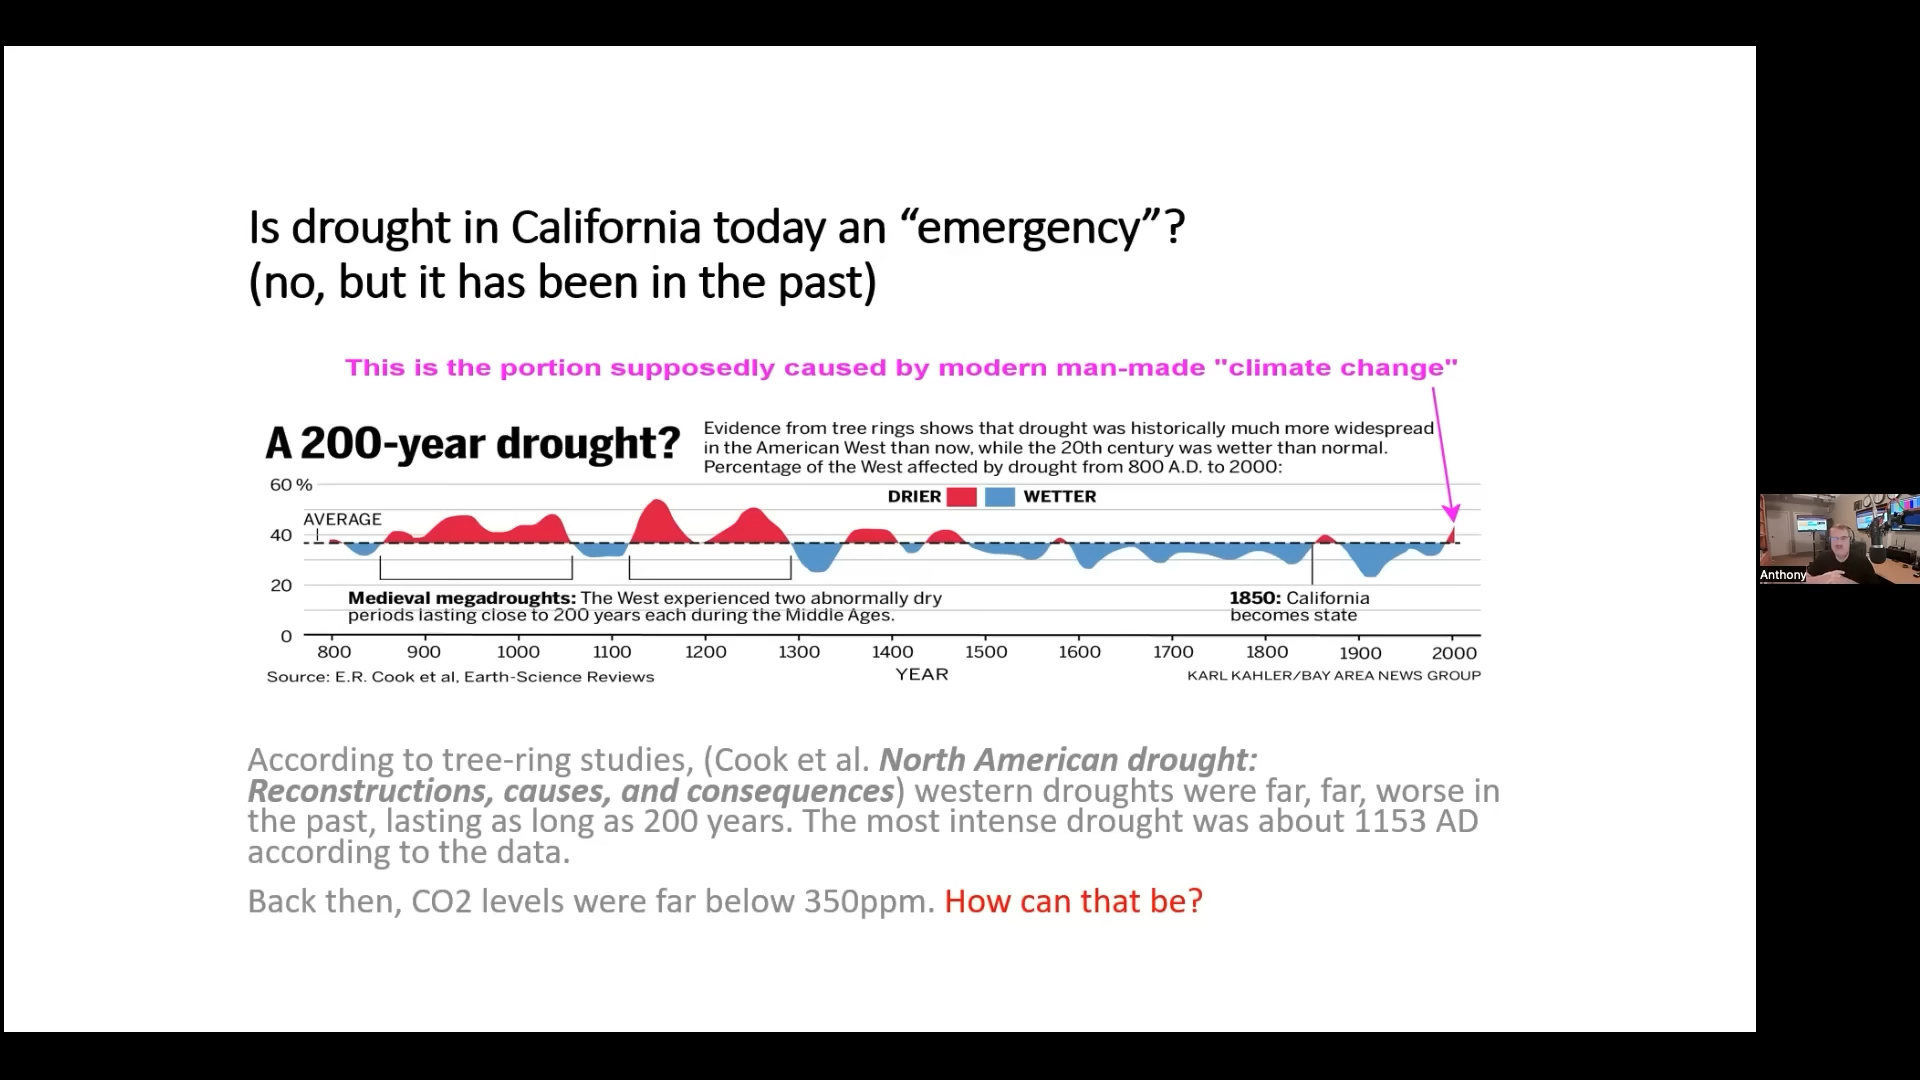 Is drought in California today an “emergency”?
(no, but it has been in the past)
This is the portion supposedly caused by modern man-made "climate change"
A 200-year drought?
Evidence from tree rings shows that drought was historically much more widespread
in the American West than now, while the 20th century was wetter than normal.
Percentage of the West affected by drought from 800 A.D. to 2000:
60 %
DRIER WETTER
AVERAGE
40
20
Medieval megadroughts: The West experienced two abnormally dry
periods lasting close to 200 years each during the Middle Ages.
1850: California
becomes state
0
800 900 1000 1100 1200 1300 1400 1500 1600 1700 1800 1900 2000
Source: E.R. Cook et al, Earth-Science Reviews
YEAR
KARL KAHLER/BAY AREA NEWS GROUP
According to tree-ring studies, (Cook et al. North American drought:
Reconstructions, causes, and consequences) western droughts were far, far, worse in
the past, lasting as long as 200 years. The most intense drought was about 1153 AD
according to the data.
Back then, CO2 levels were far below 350ppm. How can that be?
Anthony